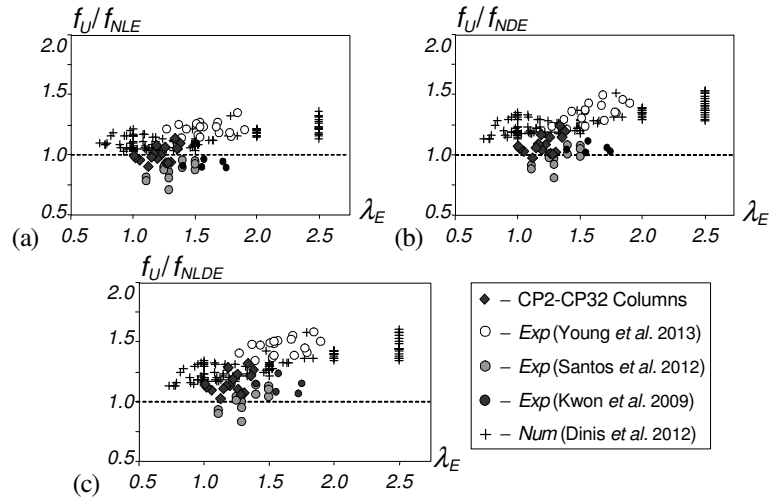 f_U / f_NLE
2.0
1.5
1.0
0.5
0.5 1.0 1.5 2.0 2.5 λ_E
(a)
f_U / f_NDE
2.0
1.5
1.0
0.5
0.5 1.0 1.5 2.0 2.5 λ_E
(b)
f_U / f_NLDE
2.0
1.5
1.0
0.5
0.5 1.0 1.5 2.0 2.5 λ_E
(c)
– CP2-CP32 Columns
– Exp (Young et al. 2013)
– Exp (Santos et al. 2012)
– Exp (Kwon et al. 2009)
– Num (Dinis et al. 2012)